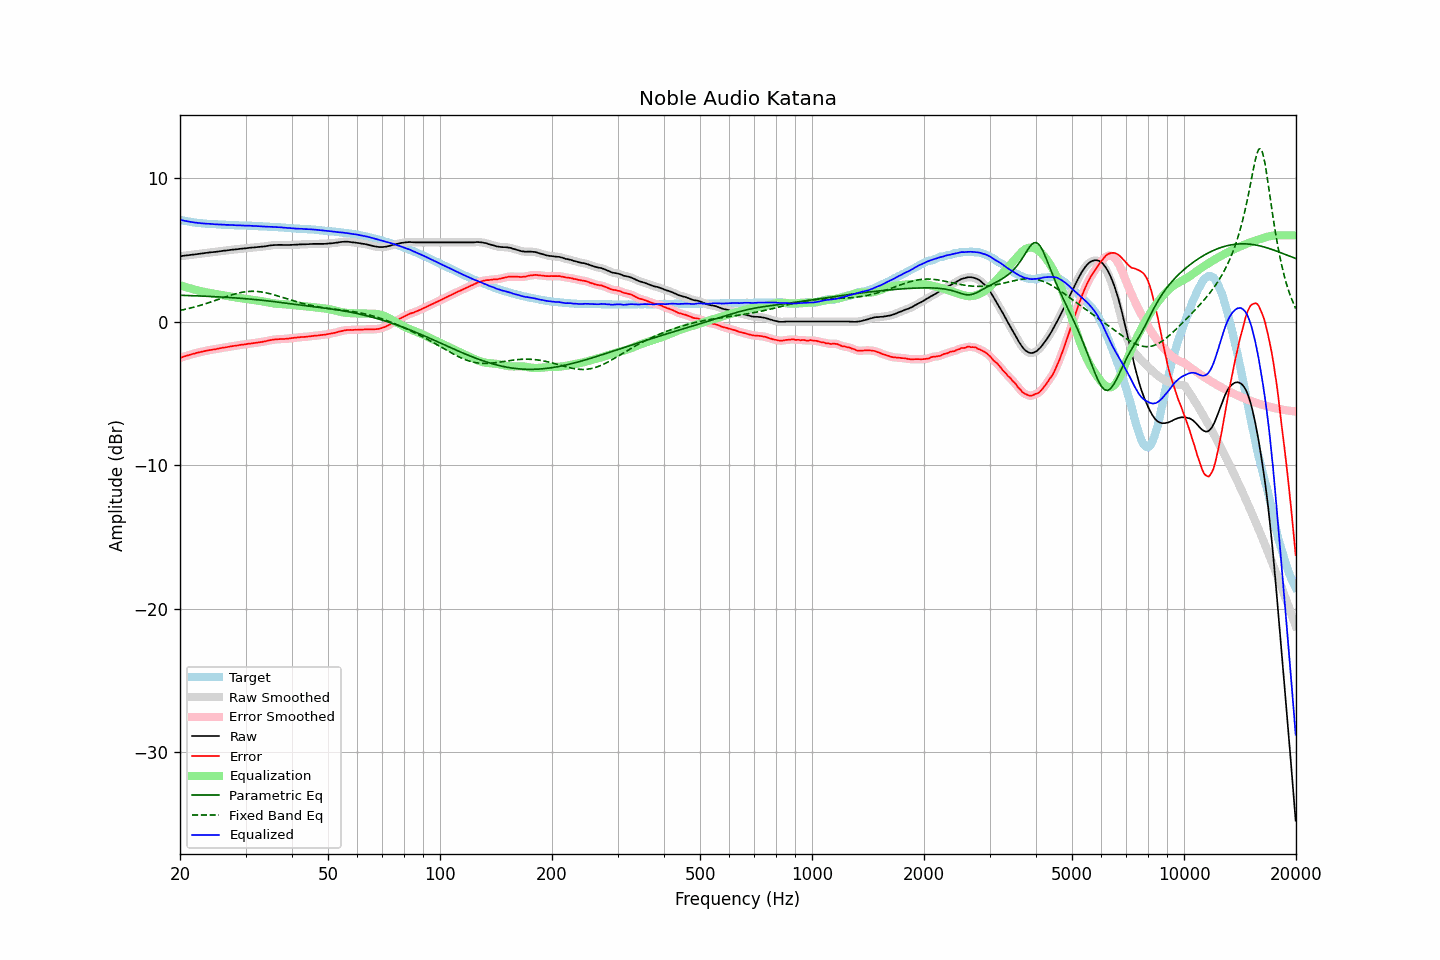 Noble Audio Katana
Amplitude (dBr)
10
0
−10
−20
−30
Target
Raw Smoothed
Error Smoothed
Raw
Error
Equalization
Parametric Eq
Fixed Band Eq
Equalized
20 50 100 200 500 1000 2000 5000 10000 20000
Frequency (Hz)